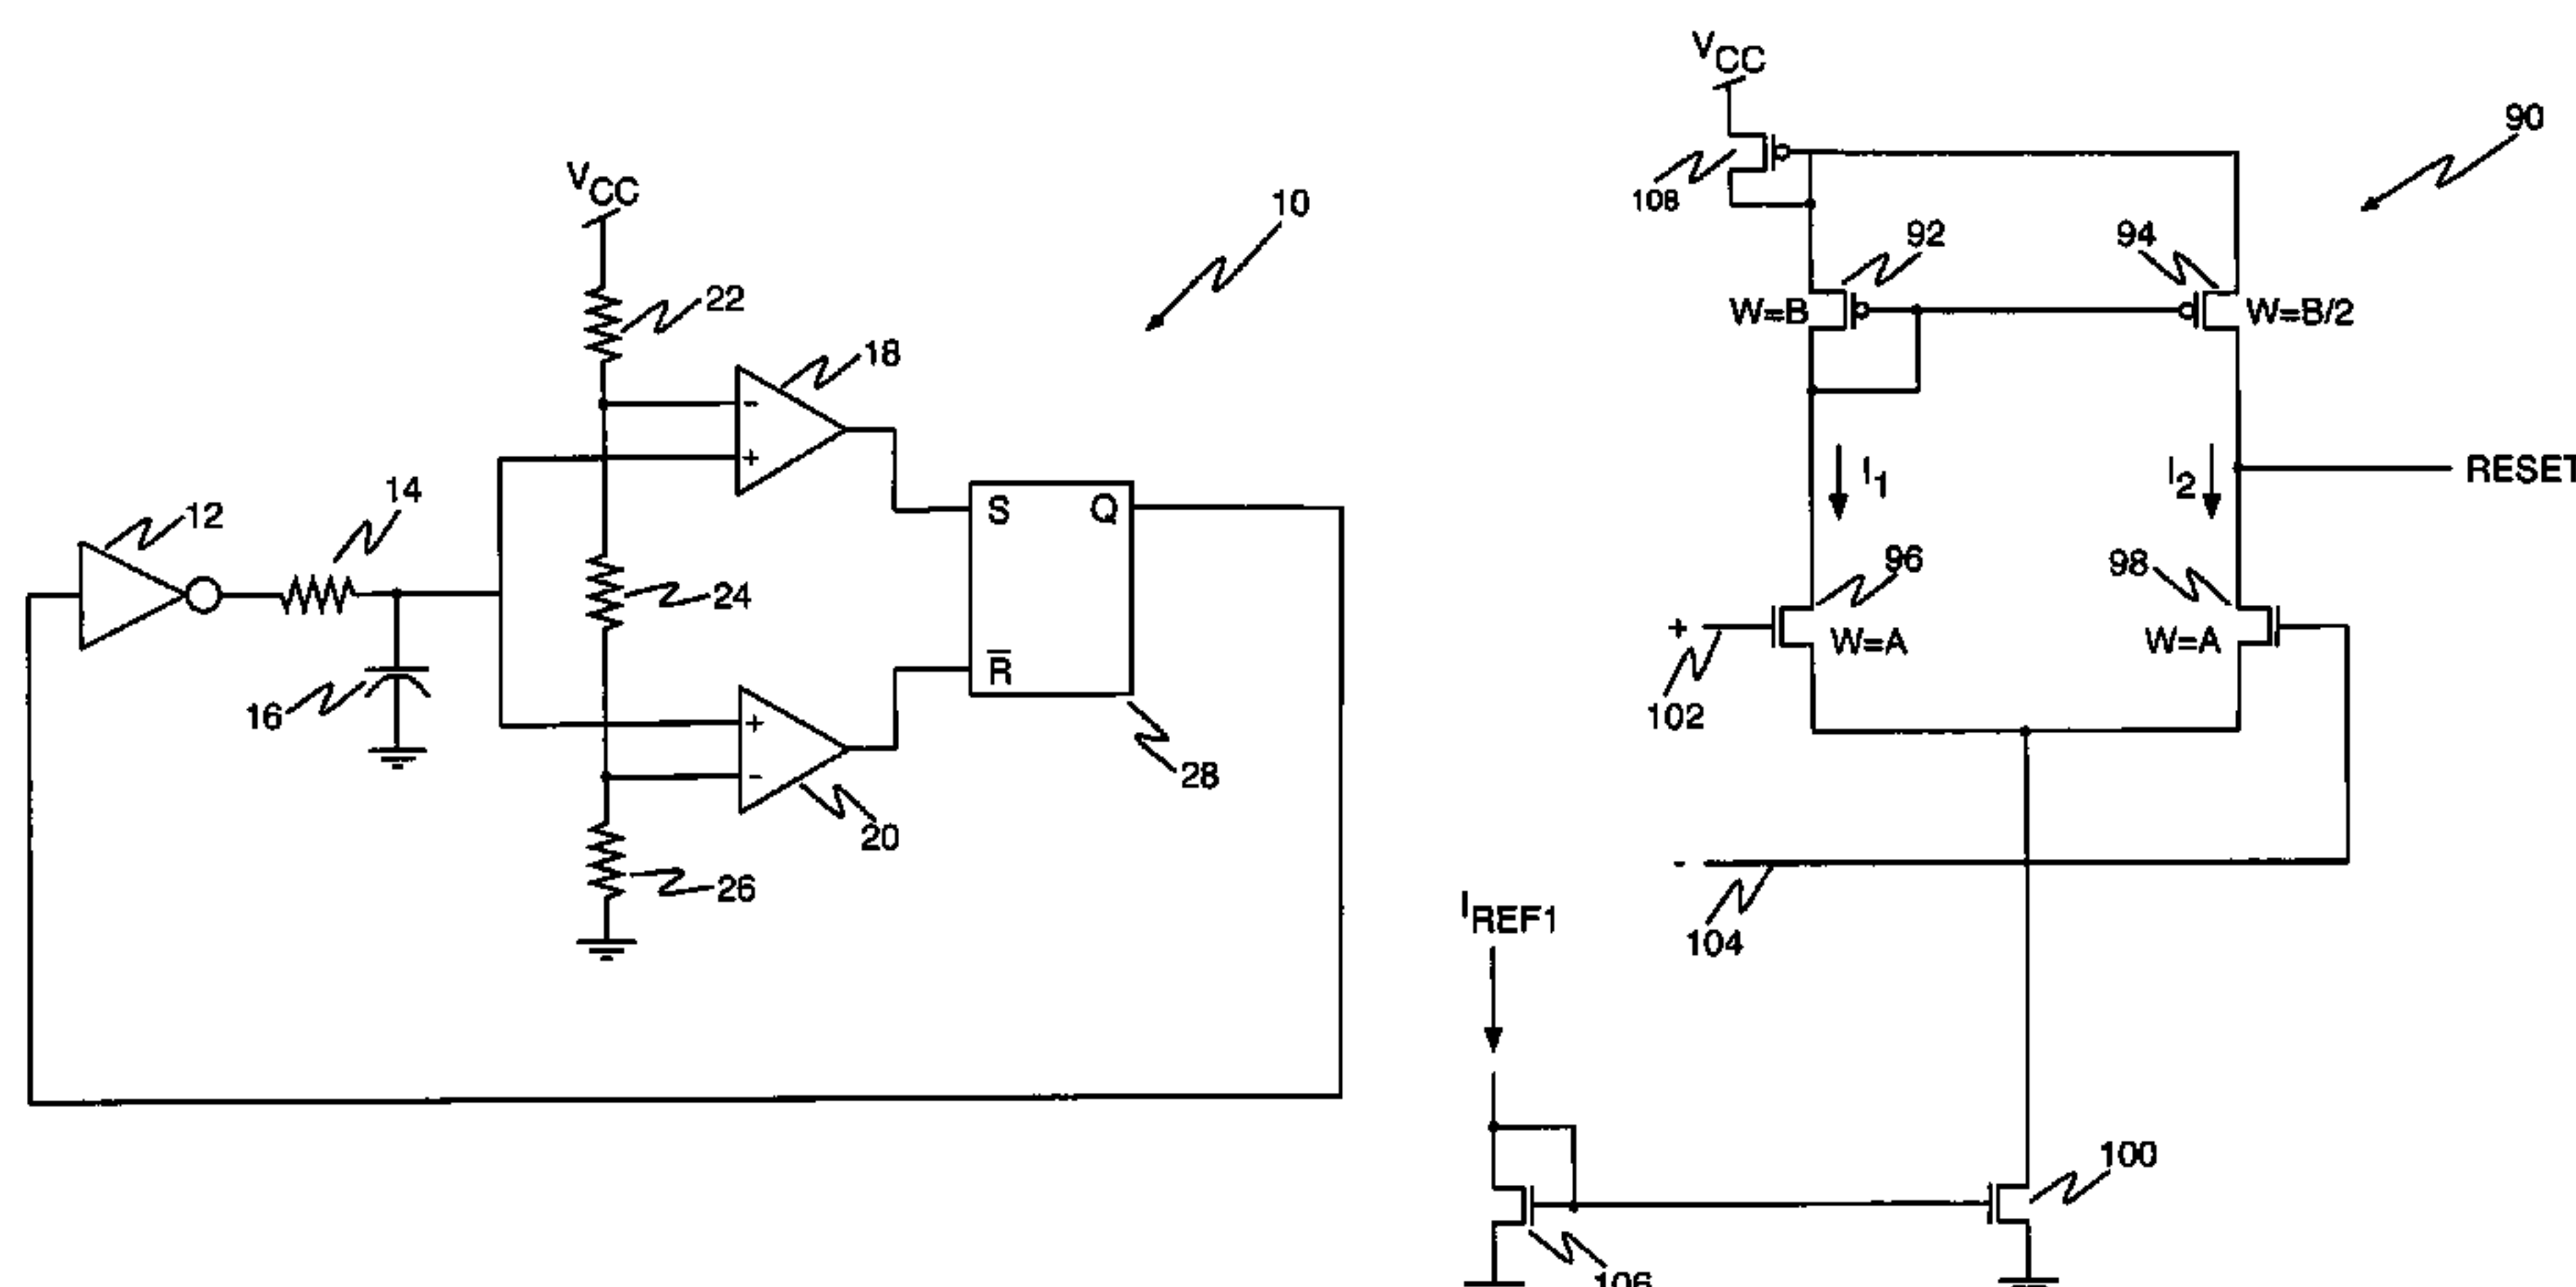 VCC
10
22
18
-
+
14
12
S
Q
24
R̅
16
+
-
28
20
26
VCC
90
108
92
94
W=B
W=B/2
I1
I2
RESET
96
98
+
W=A
W=A
102
-
104
IREF1
100
106